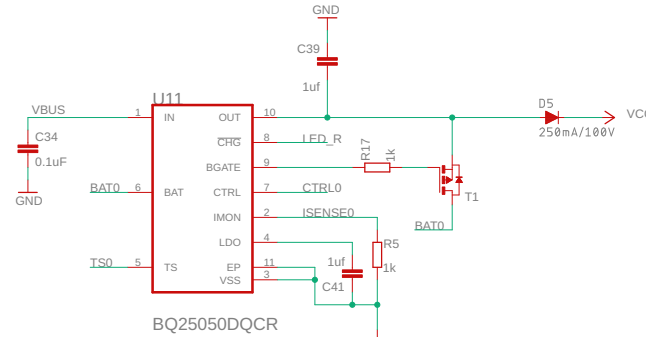 GND
C39
1uf
U11
VBUS
1
IN
OUT
10
D5
VCC
250mA/100V
C34
0.1uF
GND
CHG
8
LED_R
R17
1k
BGATE
9
BAT0
6
BAT
CTRL
7
CTRL0
T1
IMON
2
ISENSE0
BAT0
LDO
4
R5
1uf
1k
TS0
5
TS
EP
11
VSS
3
C41
BQ25050DQCR